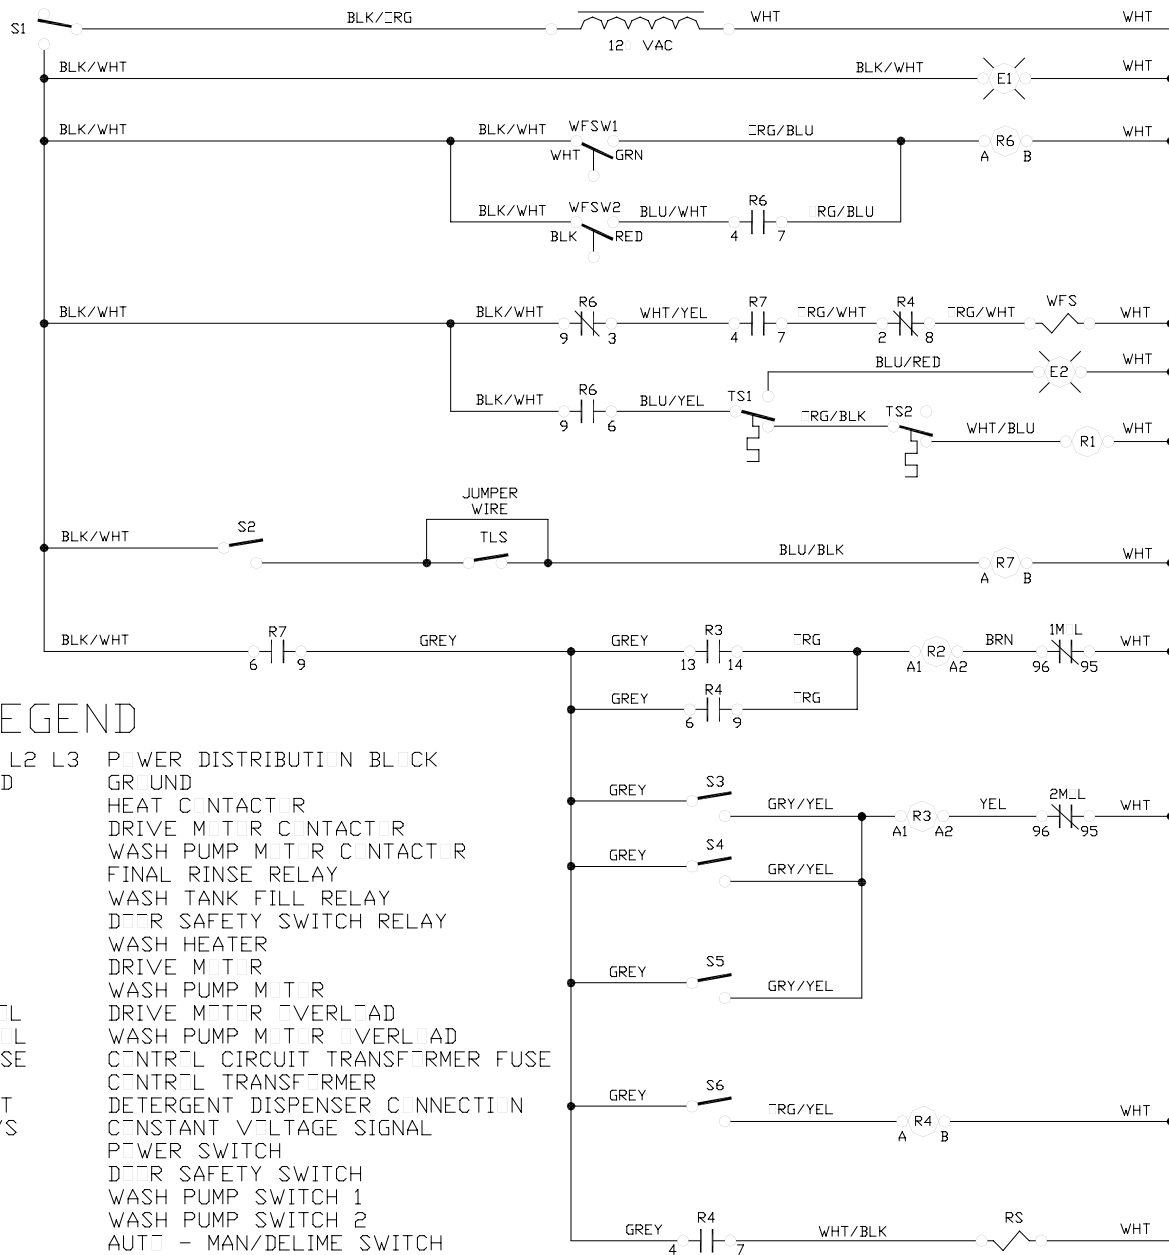 S1 BLK/ORG WHT WHT
120 VAC
BLK/WHT BLK/WHT E1 WHT
BLK/WHT BLK/WHT WFSW1 ORG/BLU R6 WHT
WHT GRN A B
BLK/WHT WFSW2 BLU/WHT R6 ORG/BLU
BLK RED 4 7
BLK/WHT BLK/WHT R6 WHT/YEL R7 ORG/WHT R4 ORG/WHT WFS WHT
9 3 4 7 2 8
BLU/RED E2 WHT
BLK/WHT R6 BLU/YEL TS1 ORG/BLK TS2 WHT/BLU R1 WHT
9 6
JUMPER
WIRE
BLK/WHT S2 TLS BLU/BLK R7 WHT
A B
BLK/WHT R7 GREY GREY R3 ORG R2 BRN 1MOL WHT
6 9 13 14 A1 A2 96 95
GREY R4 ORG
6 9
GREY S3 GRY/YEL R3 YEL 2MOL WHT
A1 A2 96 95
GREY S4 GRY/YEL
GREY S5 GRY/YEL
GREY S6 ORG/YEL R4 WHT
A B
GREY R4 WHT/BLK RS WHT
4 7
EGEND
L2 L3 POWER DISTRIBUTION BLOCK
D GROUND
HEAT CONTACTOR
DRIVE MOTOR CONTACTOR
WASH PUMP MOTOR CONTACTOR
FINAL RINSE RELAY
WASH TANK FILL RELAY
DOOR SAFETY SWITCH RELAY
WASH HEATER
DRIVE MOTOR
WASH PUMP MOTOR
OL DRIVE MOTOR OVERLOAD
OL WASH PUMP MOTOR OVERLOAD
SE CONTROL CIRCUIT TRANSFORMER FUSE
CONTROL TRANSFORMER
T DETERGENT DISPENSER CONNECTION
/S CONSTANT VOLTAGE SIGNAL
POWER SWITCH
DOOR SAFETY SWITCH
WASH PUMP SWITCH 1
WASH PUMP SWITCH 2
AUTO - MAN/DELIME SWITCH